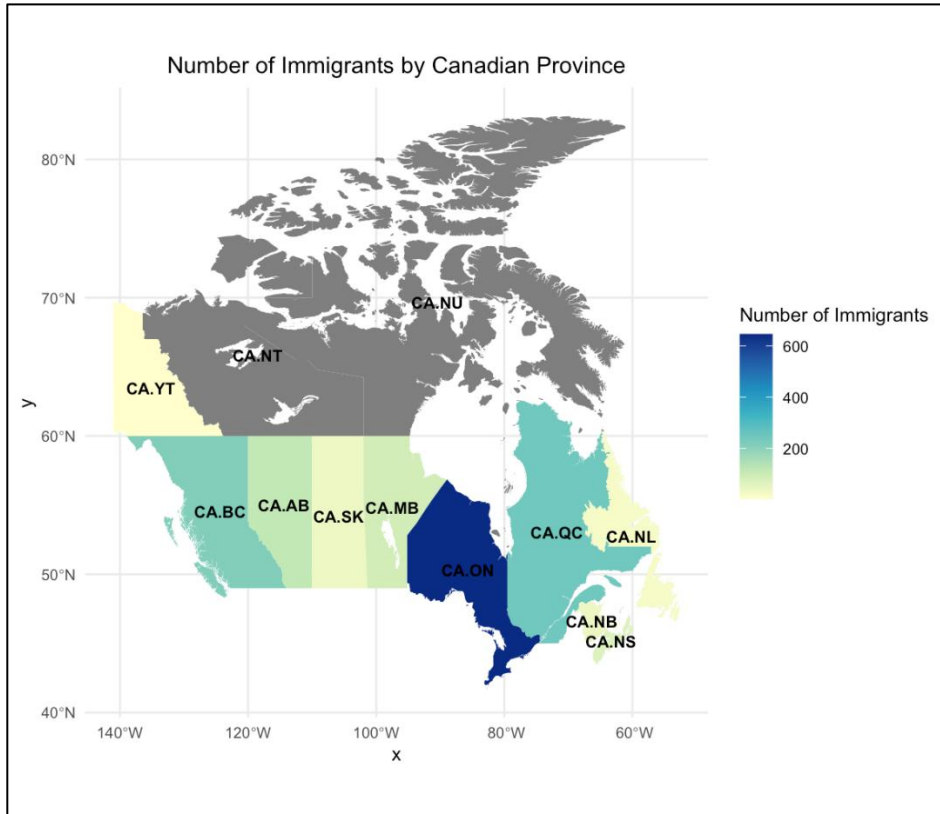 Number of Immigrants by Canadian Province
80°N
70°N
60°N
50°N
40°N
y
140°W
120°W
100°W
80°W
60°W
x
CA.NU
CA.NT
CA.YT
CA.BC
CA.AB
CA.SK
CA.MB
CA.ON
CA.QC
CA.NL
CA.NB
CA.NS
Number of Immigrants
600
400
200